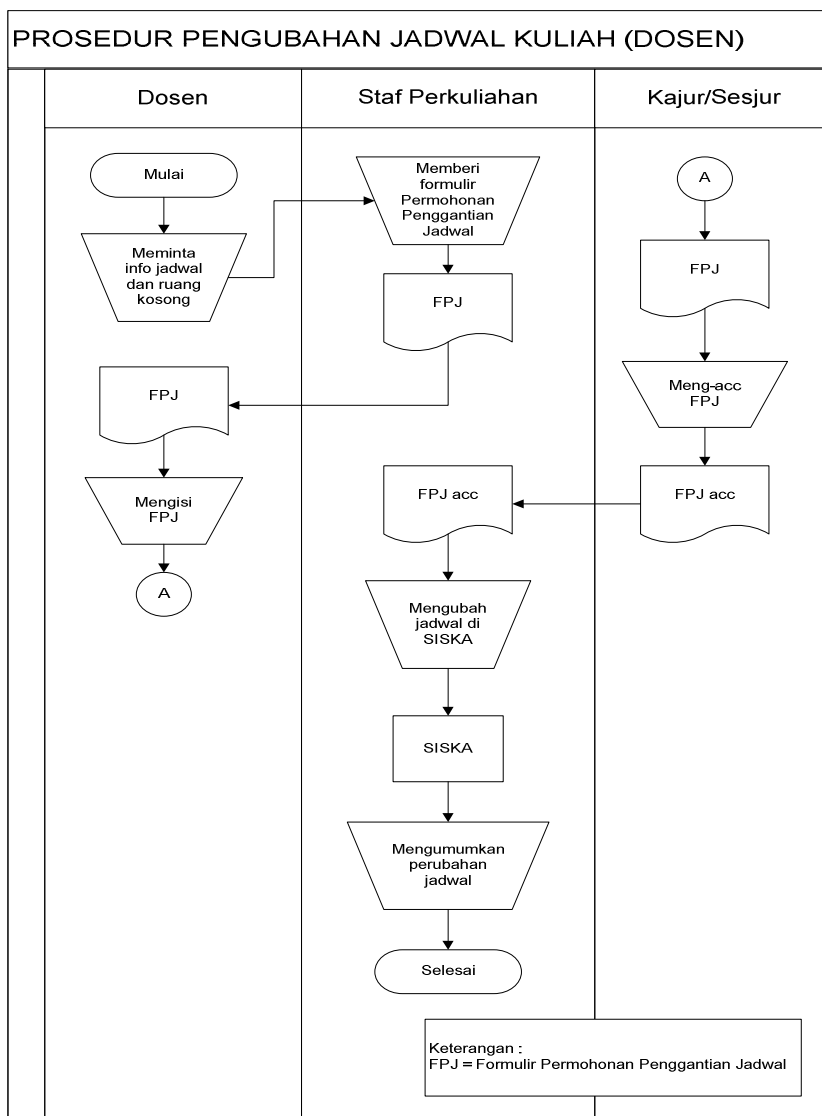 PROSEDUR PENGUBAHAN JADWAL KULIAH (DOSEN)
Dosen
Staf Perkuliahan
Kajur/Sesjur
Mulai
Meminta
info jadwal
dan ruang
kosong
Memberi
formulir
Permohonan
Penggantian
Jadwal
FPJ
FPJ
Mengisi
FPJ
A
A
FPJ
Meng-acc
FPJ
FPJ acc
FPJ acc
Mengubah
jadwal di
SISKA
SISKA
Mengumumkan
perubahan
jadwal
Selesai
Keterangan :
FPJ = Formulir Permohonan Penggantian Jadwal